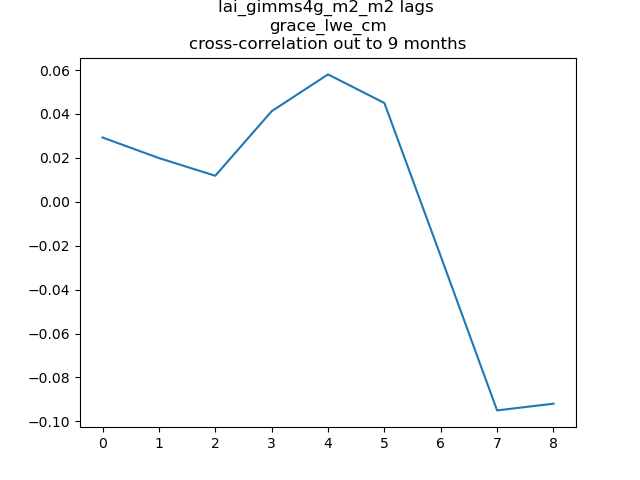 lai_gimms4g_m2_m2 lags
grace_lwe_cm
cross-correlation out to 9 months
0.06
0.04
0.02
0.00
−0.02
−0.04
−0.06
−0.08
−0.10
0 1 2 3 4 5 6 7 8